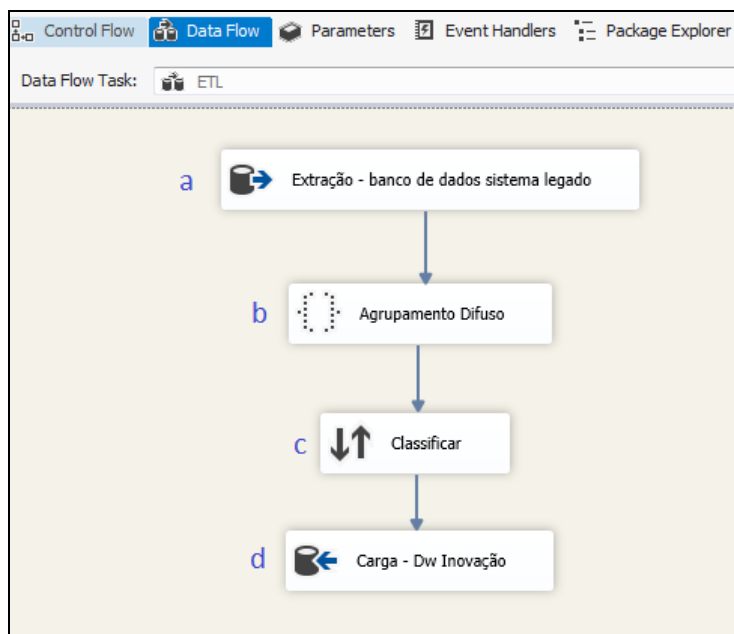 Control Flow Data Flow Parameters Event Handlers Package Explorer
Data Flow Task: ETL
a Extração - banco de dados sistema legado
b Agrupamento Difuso
c Classificar
d Carga - Dw Inovação